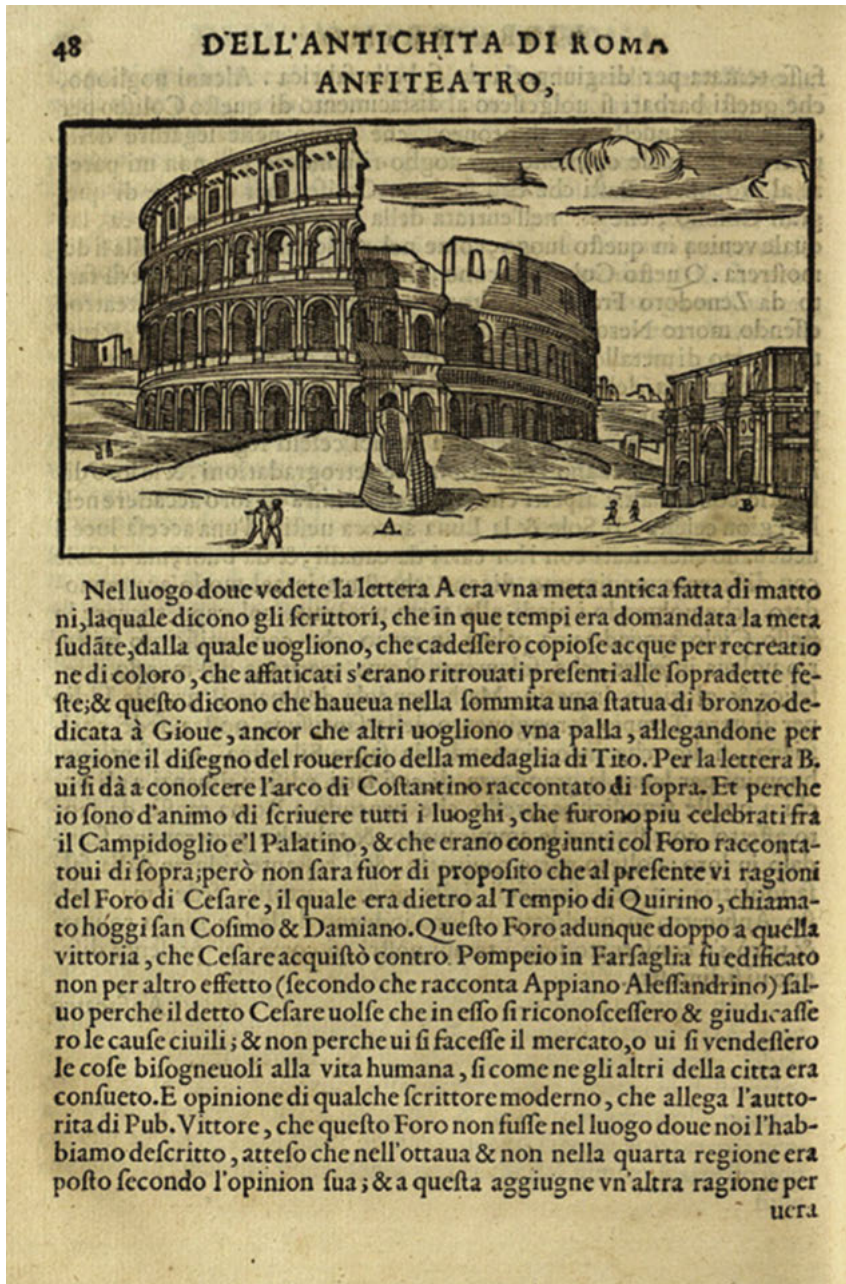 48 DELL'ANTICHITA DI ROMA
ANFITEATRO,
A
B
Nel luogo doue vedete la lettera A era vna meta antica fatta di matto
ni, laquale dicono gli ſcrittori, che in que tempi era domandata la meta
ſudãte, dalla quale uogliono, che cadeſſero copioſe acque per recreatio
ne di coloro, che affaticati s'erano ritrouati preſenti alle ſopradette fe-
ſte; & queſto dicono che haueua nella ſommita una ſtatua di bronzo de-
dicata à Gioue, ancor che altri uogliono vna palla, allegandone per
ragione il diſegno del rouerſcio della medaglia di Tito. Per la lettera B.
ui ſi dà a conoſcere l'arco di Coſtantino raccontato di ſopra. Et perche
io ſono d'animo di ſcriuere tutti i luoghi, che furono piu celebrati fra
il Campidoglio e'l Palatino, & che erano congiunti col Foro racconta-
toui di ſopra; però non ſara fuor di propoſito che al preſente vi ragioni
del Foro di Ceſare, il quale era dietro al Tempio di Quirino, chiama-
to hoggi ſan Coſimo & Damiano. Queſto Foro adunque doppo a quella
vittoria, che Ceſare acquiſtò contro Pompeio in Farſaglia fu edificato
non per altro effetto (ſecondo che racconta Appiano Aleſſandrino) ſal-
uo perche il detto Ceſare uolſe che in eſſo ſi riconoſceſſero & giudicaſſe
ro le cauſe ciuili; & non perche ui ſi faceſſe il mercato, o ui ſi vendeſſero
le coſe biſogneuoli alla vita humana, ſi come ne gli altri della citta era
conſueto. E opinione di qualche ſcrittore moderno, che allega l'autto-
rita di Pub. Vittore, che queſto Foro non fuſſe nel luogo doue noi l'hab-
biamo deſcritto, atteſo che nell'ottaua & non nella quarta regione era
poſto ſecondo l'opinion ſua; & a queſta aggiugne vn'altra ragione per
uera